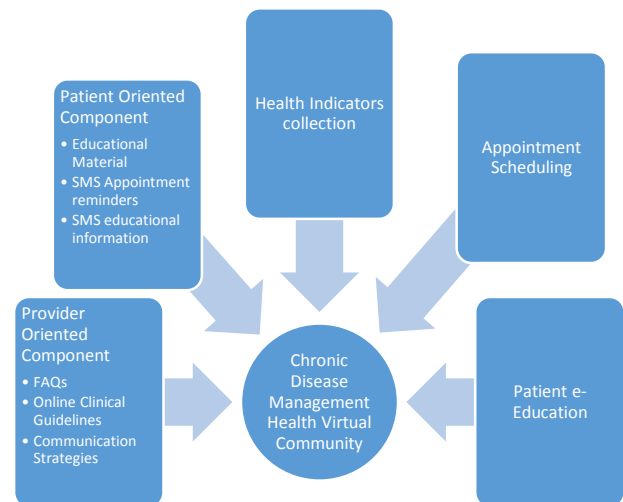 Patient Oriented
Component
• Educational
Material
• SMS Appointment
reminders
• SMS educational
information
Health Indicators
collection
Appointment
Scheduling
Provider
Oriented
Component
• FAQs
• Online Clinical
Guidelines
• Communication
Strategies
Chronic
Disease
Management
Health Virtual
Community
Patient e-
Education